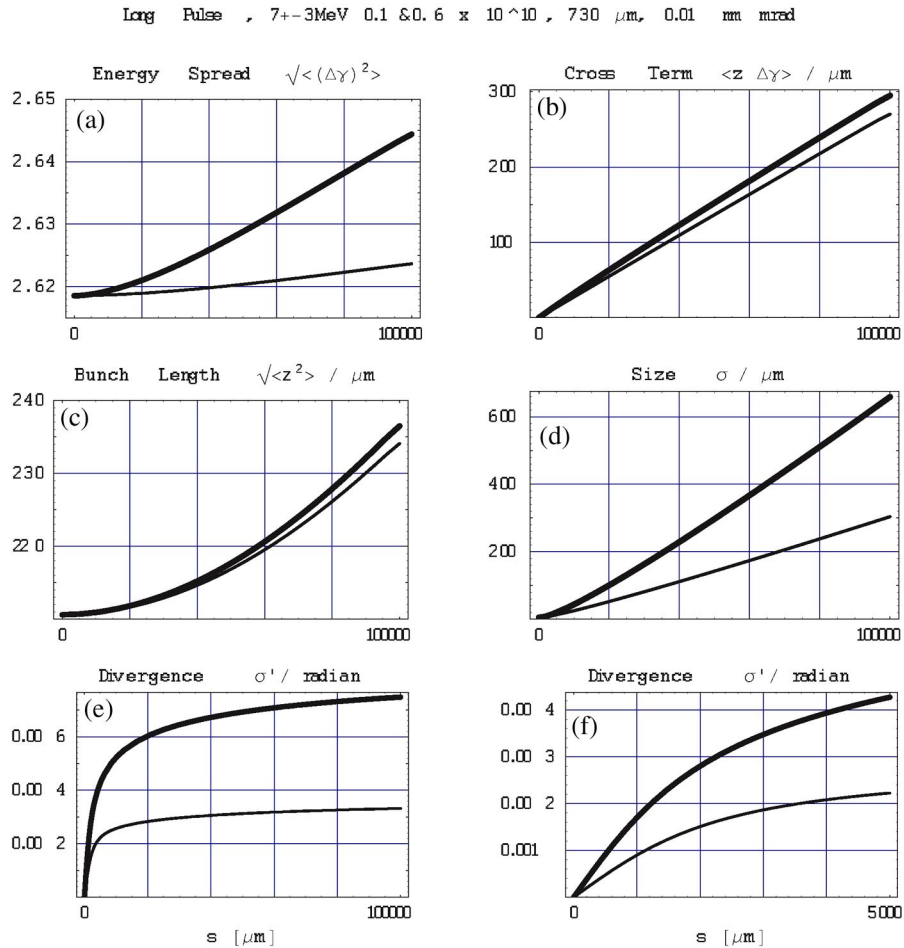 Long Pulse , 7+-3MeV 0.1 &0.6 x 10^10 , 730 μm, 0.01 mm mrad
Energy Spread √<(Δγ)²>
(a)
2.65
2.64
2.63
2.62
0 100000
Cross Term <z Δγ> / μm
(b)
300
200
100
0 100000
Bunch Length √<z²> / μm
(c)
240
230
220
0 100000
Size σ / μm
(d)
600
400
200
0 100000
Divergence σ'/ radian
(e)
0.00 6
0.00 4
0.00 2
0 100000
s [μm]
Divergence σ'/ radian
(f)
0.00 4
0.00 3
0.00 2
0.001
0 5000
s [μm]